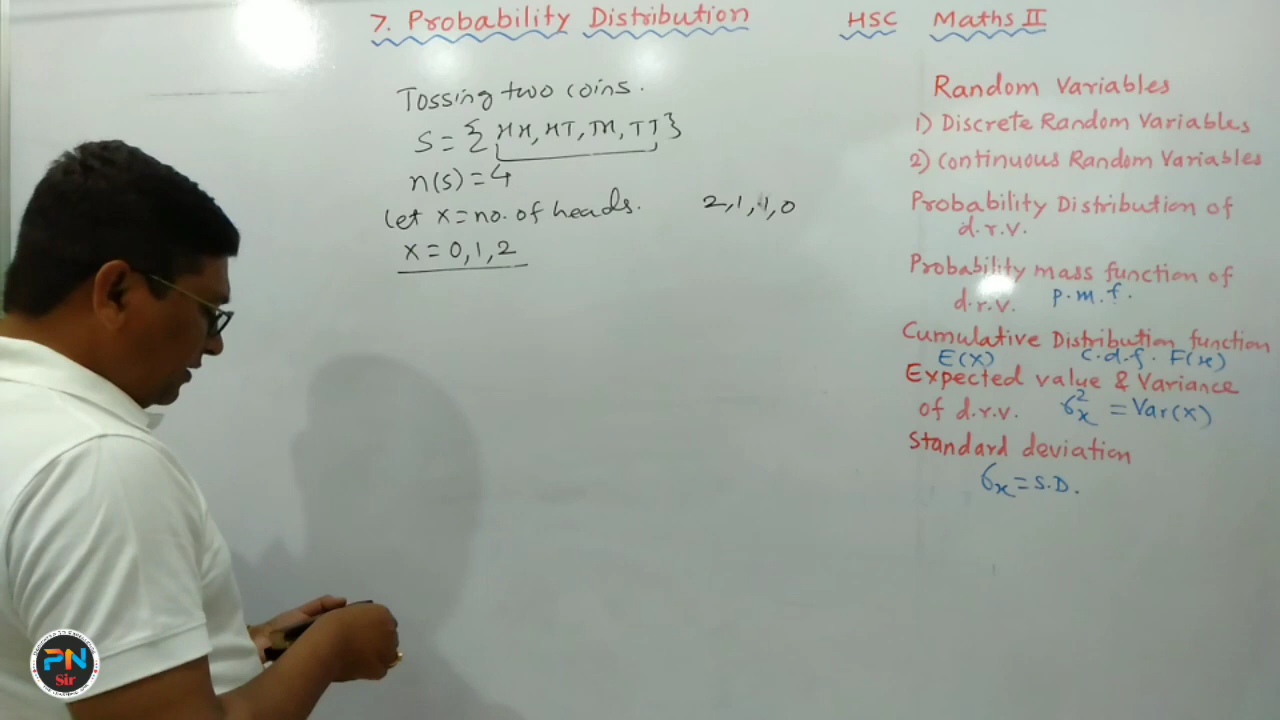 7. Probability Distribution HSC Maths II
Tossing two coins.
S = { HH, HT, TH, TT }
n(s) = 4
Let X = no. of heads. 2, 1, 1, 0
X = 0, 1, 2
Random Variables
1) Discrete Random Variables
2) Continuous Random Variables
Probability Distribution of
d.r.v.
Probability mass function of
d.r.v. p.m.f.
Cumulative Distribution function
E(X) c.d.f. F(x)
Expected value & Variance
of d.r.v. σx² = Var(X)
Standard deviation
σx = S.D.
PN
Sir